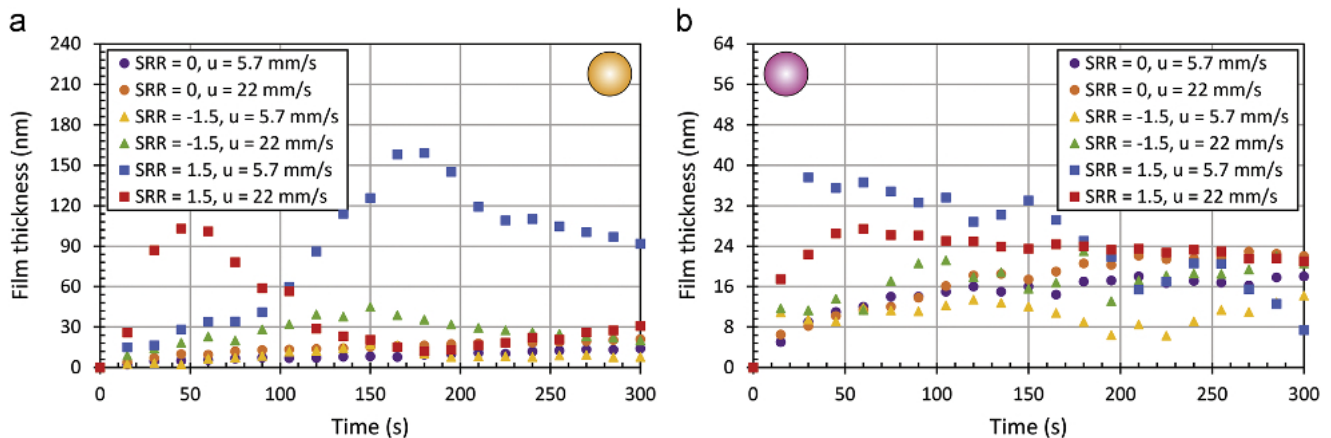 a
240
210
180
150
120
90
60
30
0
Film thickness (nm)
SRR = 0, u = 5.7 mm/s
SRR = 0, u = 22 mm/s
SRR = -1.5, u = 5.7 mm/s
SRR = -1.5, u = 22 mm/s
SRR = 1.5, u = 5.7 mm/s
SRR = 1.5, u = 22 mm/s
0 50 100 150 200 250 300
Time (s)
b
64
56
48
40
32
24
16
8
0
Film thickness (nm)
SRR = 0, u = 5.7 mm/s
SRR = 0, u = 22 mm/s
SRR = -1.5, u = 5.7 mm/s
SRR = -1.5, u = 22 mm/s
SRR = 1.5, u = 5.7 mm/s
SRR = 1.5, u = 22 mm/s
0 50 100 150 200 250 300
Time (s)